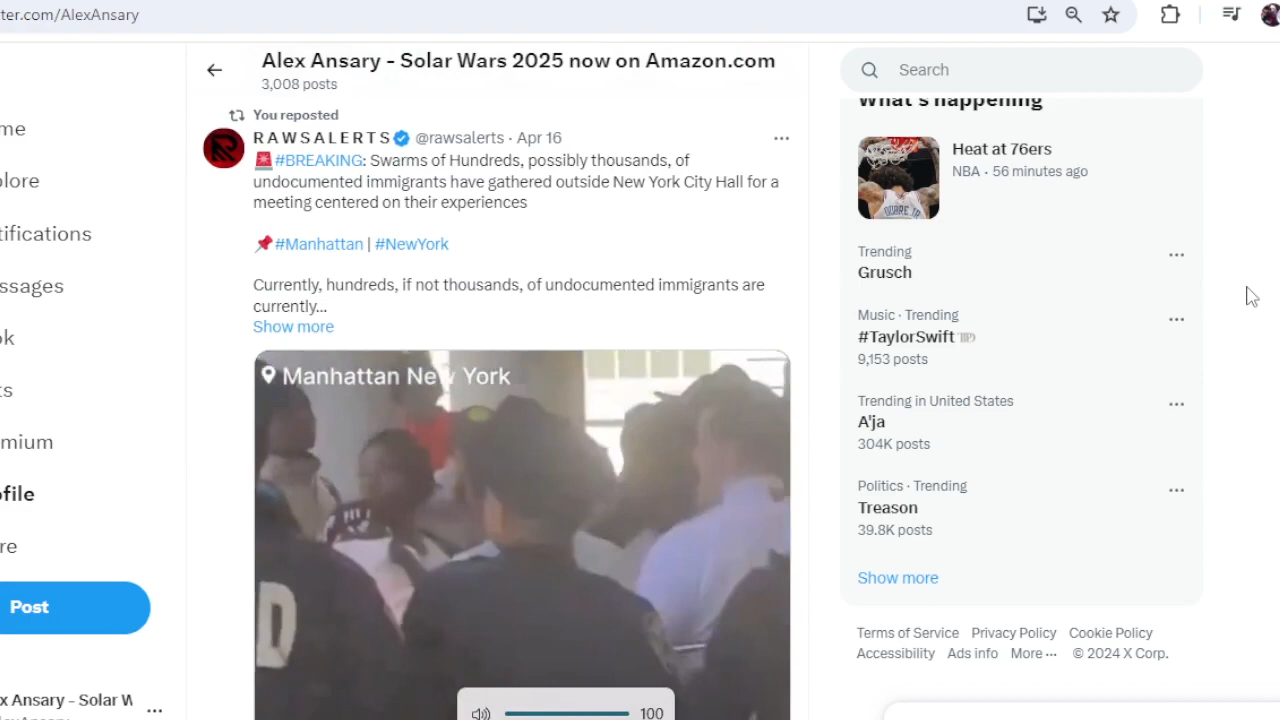 ter.com/AlexAnsary
Alex Ansary - Solar Wars 2025 now on Amazon.com
3,008 posts
Search
me
plore
tifications
ssages
k
ts
mium
ofile
re
Post
x Ansary - Solar W
You reposted
R A W S A L E R T S @rawsalerts · Apr 16
🚨#BREAKING: Swarms of Hundreds, possibly thousands, of
undocumented immigrants have gathered outside New York City Hall for a
meeting centered on their experiences
📌#Manhattan | #NewYork
Currently, hundreds, if not thousands, of undocumented immigrants are
currently...
Show more
Manhattan New York
D
100
What's happening
Heat at 76ers
NBA · 56 minutes ago
Trending
Grusch
Music · Trending
#TaylorSwift
9,153 posts
Trending in United States
A'ja
304K posts
Politics · Trending
Treason
39.8K posts
Show more
Terms of Service Privacy Policy Cookie Policy
Accessibility Ads info More ··· © 2024 X Corp.